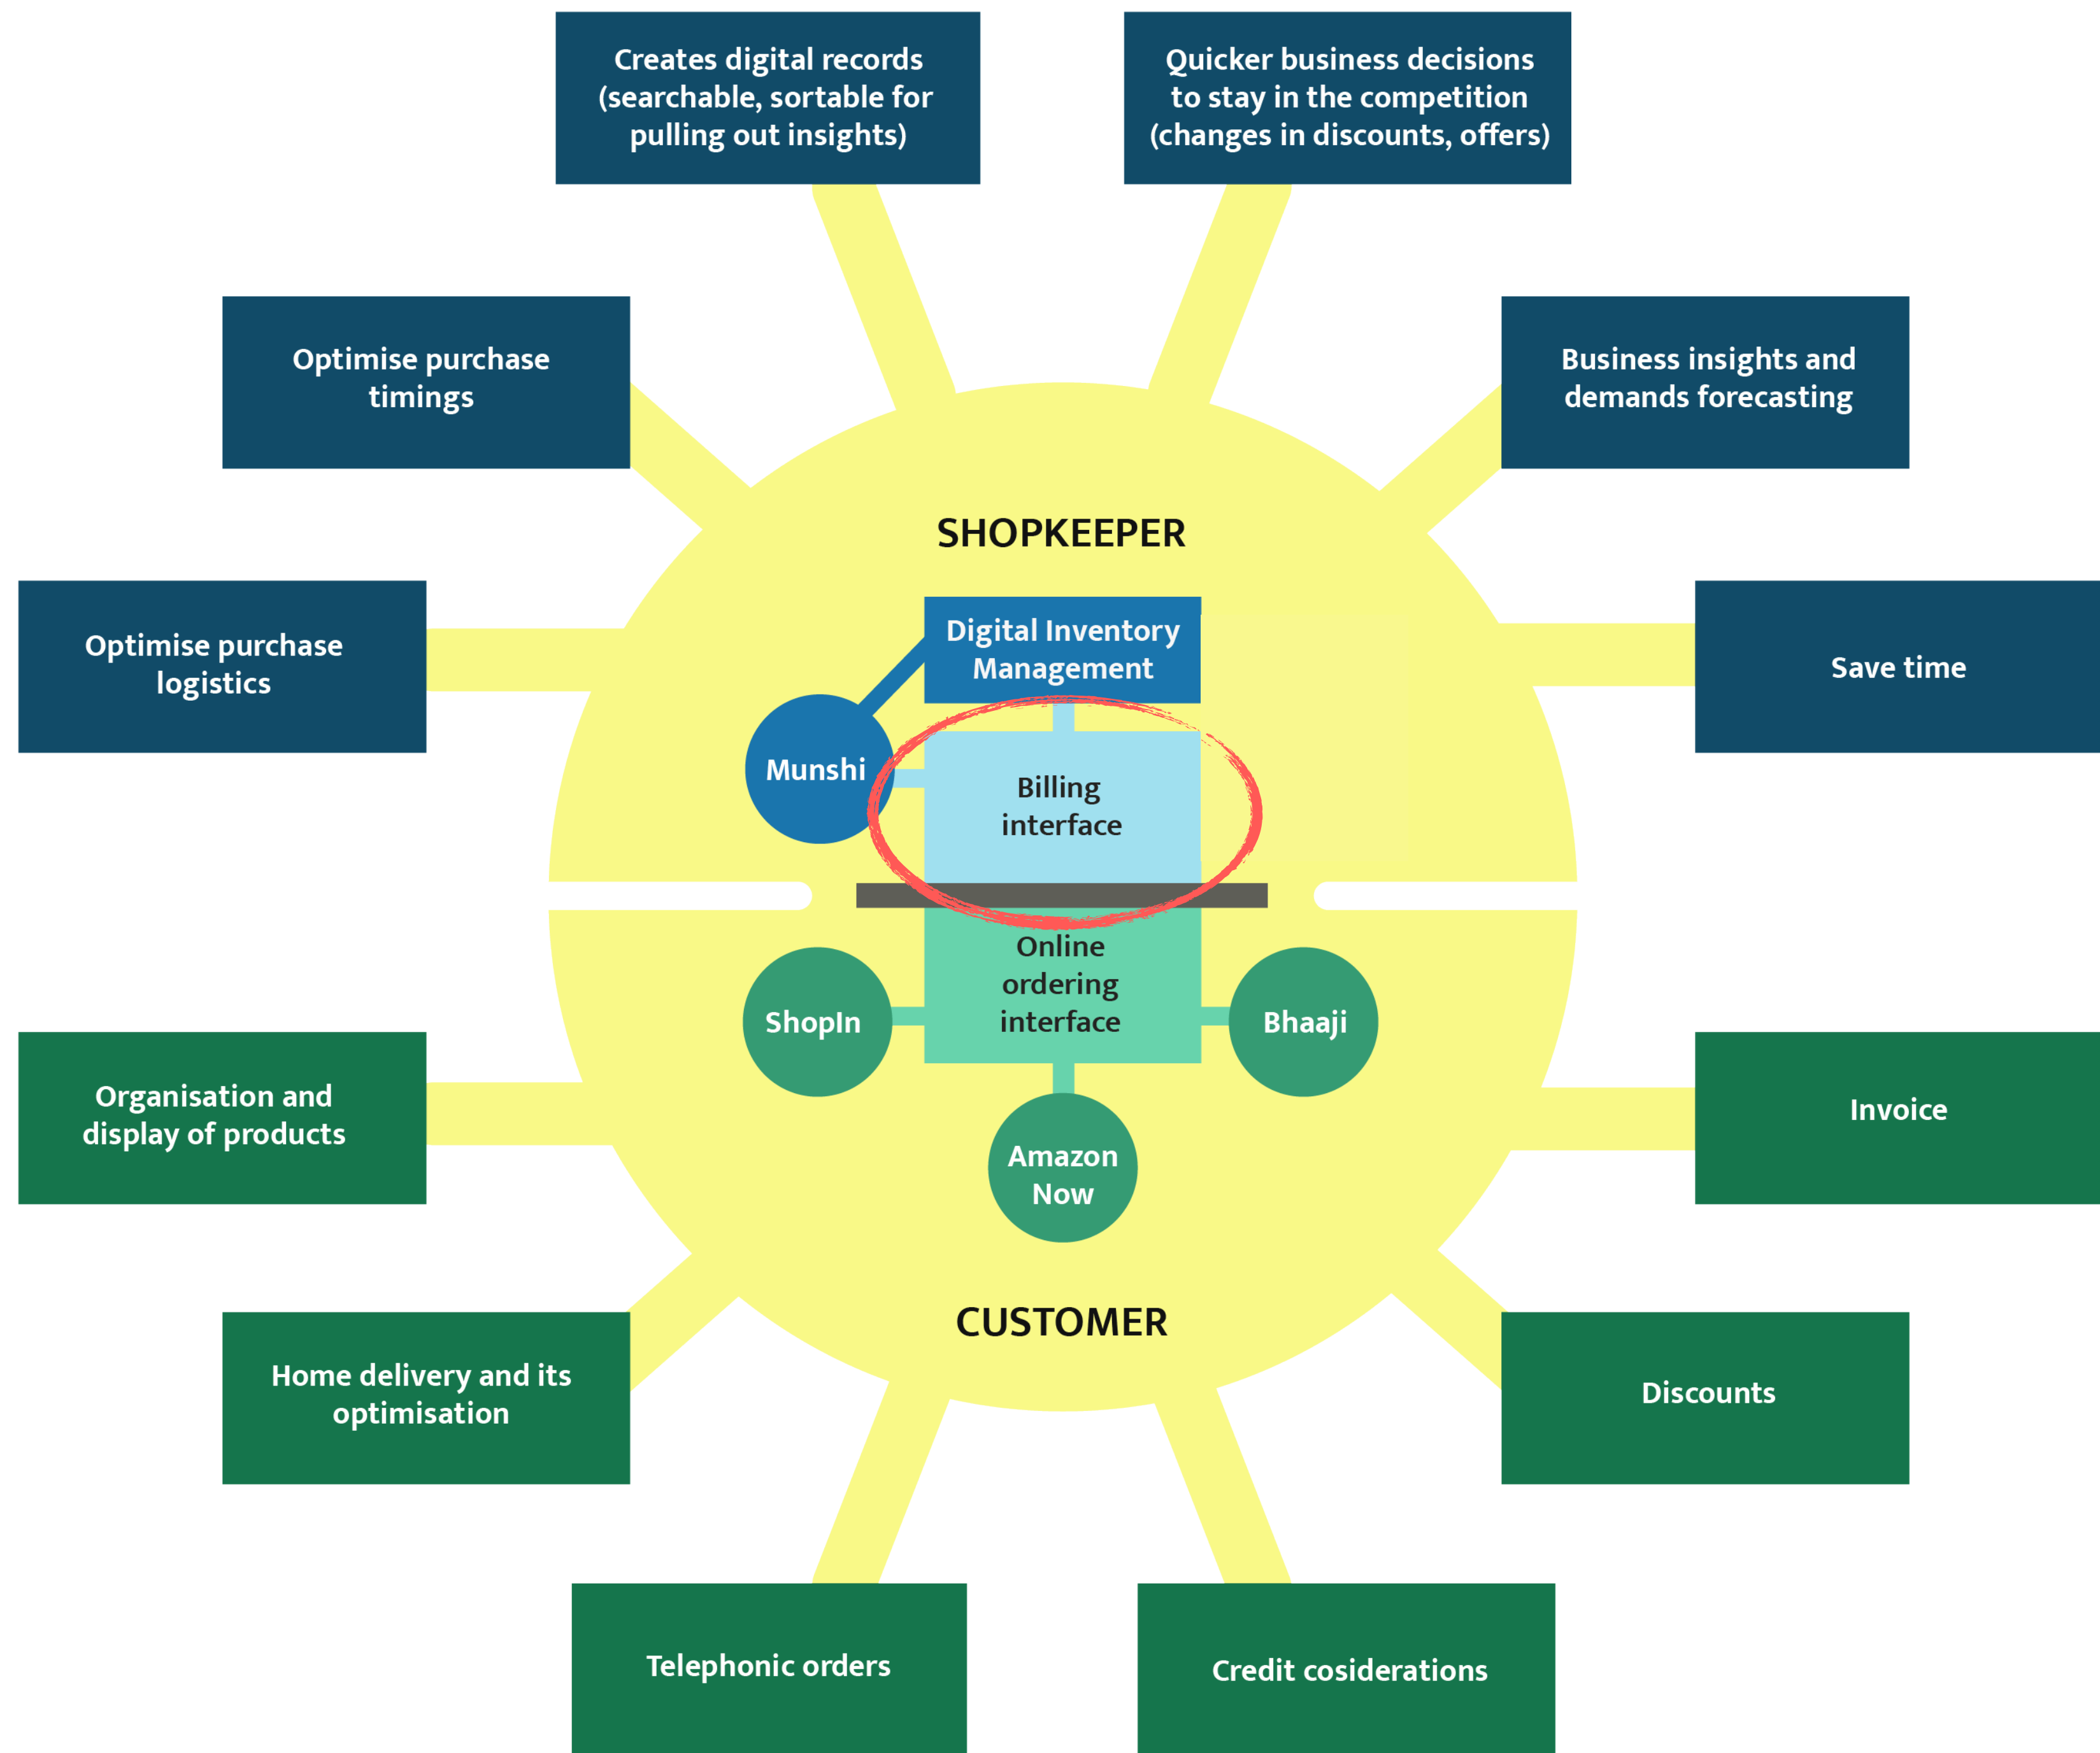 Creates digital records
(searchable, sortable for
pulling out insights)
Quicker business decisions
to stay in the competition
(changes in discounts, offers)
Optimise purchase
timings
Business insights and
demands forecasting
Optimise purchase
logistics
Save time
SHOPKEEPER
Digital Inventory
Management
Munshi
Billing
interface
Online
ordering
interface
ShopIn
Bhaaji
Amazon
Now
CUSTOMER
Organisation and
display of products
Invoice
Home delivery and its
optimisation
Discounts
Telephonic orders
Credit cosiderations